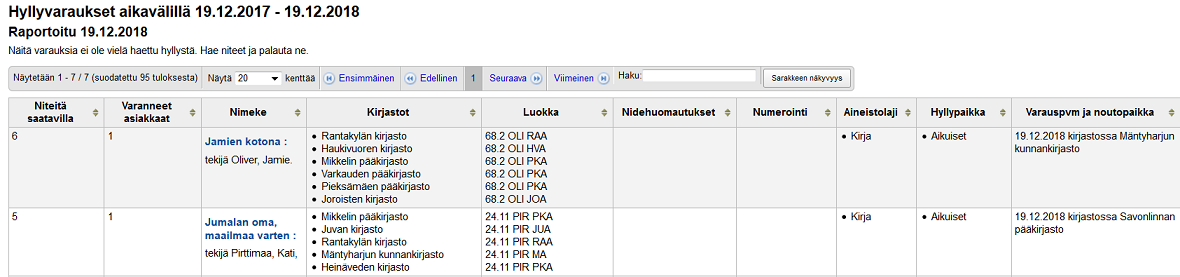 Hyllyvaraukset aikavälillä 19.12.2017 - 19.12.2018
Raportoitu 19.12.2018
Näitä varauksia ei ole vielä haettu hyllystä. Hae niteet ja palauta ne.
Näytetään 1 - 7 / 7 (suodatettu 95 tuloksesta) Näytä 20 kenttää Ensimmäinen Edellinen 1 Seuraava Viimeinen Haku: Sarakkeen näkyvyys
Niteitä saatavilla Varanneet asiakkaat Nimeke Kirjastot Luokka Nidehuomautukset Numerointi Aineistolaji Hyllypaikka Varauspvm ja noutopaikka
6 1
Jamien kotona :
tekijä Oliver, Jamie.
Rantakylän kirjasto
Haukivuoren kirjasto
Mikkelin pääkirjasto
Varkauden pääkirjasto
Pieksämäen pääkirjasto
Joroisten kirjasto
68.2 OLI RAA
68.2 OLI HVA
68.2 OLI PKA
68.2 OLI PKA
68.2 OLI PKA
68.2 OLI JOA
Kirja
Aikuiset
19.12.2018 kirjastossa Mäntyharjun
kunnankirjasto
5 1
Jumalan oma,
maailmaa varten :
tekijä Pirttimaa, Kati,
Mikkelin pääkirjasto
Juvan kirjasto
Rantakylän kirjasto
Mäntyharjun kunnankirjasto
Heinäveden kirjasto
24.11 PIR PKA
24.11 PIR JUA
24.11 PIR RAA
24.11 PIR MA
24.11 PIR PKA
Kirja
Aikuiset
19.12.2018 kirjastossa Savonlinnan
pääkirjasto